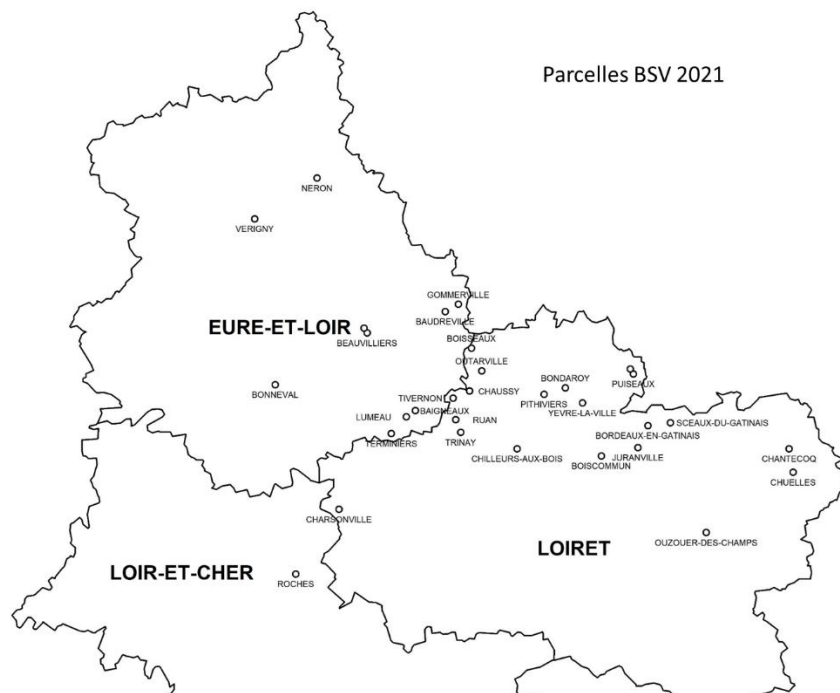 Parcelles BSV 2021
NERON
VERIGNY
GOMMERVILLE
BAUDREVILLE
EURE-ET-LOIR
BEAUVILLIERS
BOISSEAUX
OUTARVILLE
BONNEVAL
CHAUSSY
BONDAROY
PUISEAUX
TIVERNON
PITHIVIERS
YEVRE-LA-VILLE
BAIGNEAUX
LUMEAU
RUAN
SCEAUX-DU-GATINAIS
TERMINIERS
TRINAY
BORDEAUX-EN-GATINAIS
CHILLEURS-AUX-BOIS
JURANVILLE
BOISCOMMUN
CHANTECOQ
CHUELLES
CHARSONVILLE
OUZOUER-DES-CHAMPS
LOIRET
LOIR-ET-CHER
ROCHES